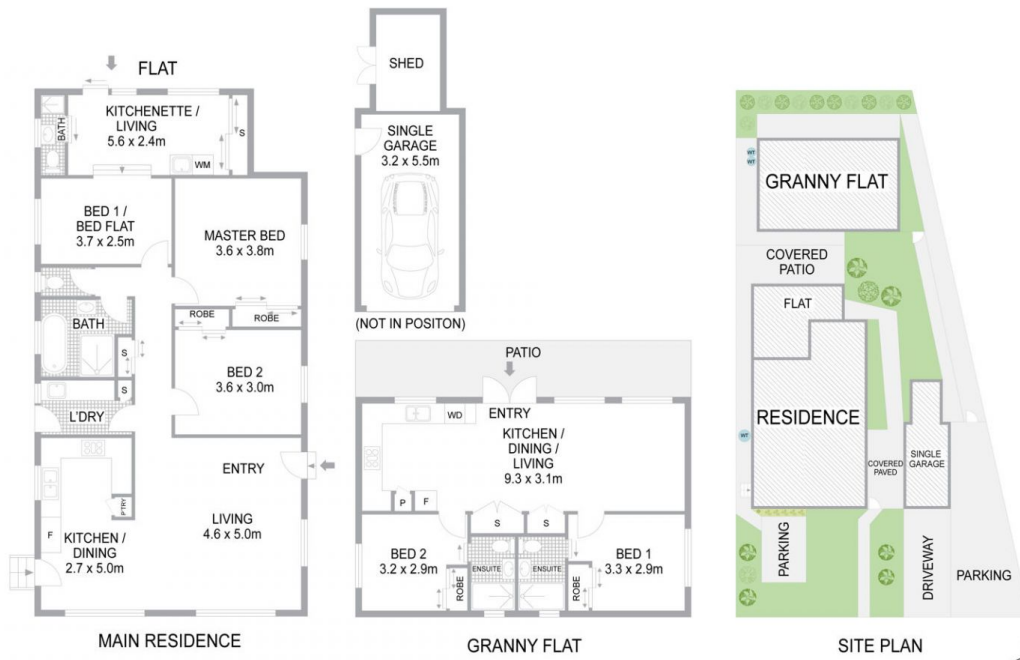 FLAT
KITCHENETTE /
LIVING
5.6 x 2.4m
BATH
S
WM
BED 1 /
BED FLAT
3.7 x 2.5m
MASTER BED
3.6 x 3.8m
ROBE
ROBE
BATH
S
BED 2
3.6 x 3.0m
S
L'DRY
ENTRY
PTRY
F
KITCHEN /
DINING
2.7 x 5.0m
LIVING
4.6 x 5.0m
MAIN RESIDENCE
SHED
SINGLE
GARAGE
3.2 x 5.5m
(NOT IN POSITON)
PATIO
WD
ENTRY
KITCHEN /
DINING /
LIVING
9.3 x 3.1m
P
F
S
S
BED 2
3.2 x 2.9m
ROBE
ENSUITE
ENSUITE
ROBE
BED 1
3.3 x 2.9m
GRANNY FLAT
WT
WT
GRANNY FLAT
COVERED
PATIO
FLAT
RESIDENCE
WT
COVERED
PAVED
SINGLE
GARAGE
PARKING
DRIVEWAY
PARKING
SITE PLAN